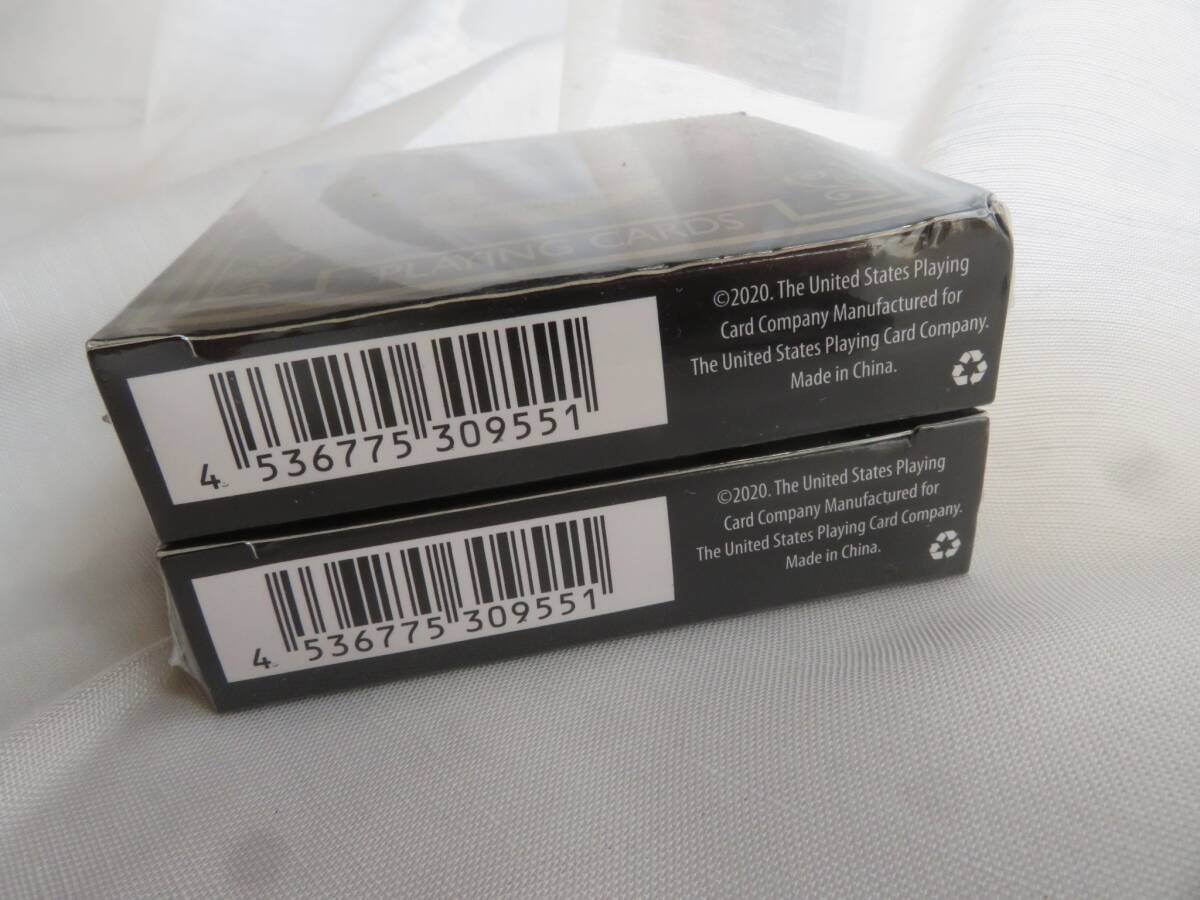 PLAYING CARDS
©2020. The United States Playing
Card Company Manufactured for
The United States Playing Card Company.
Made in China.
4 536775 309551
©2020. The United States Playing
Card Company Manufactured for
The United States Playing Card Company.
Made in China.
4 536775 309551